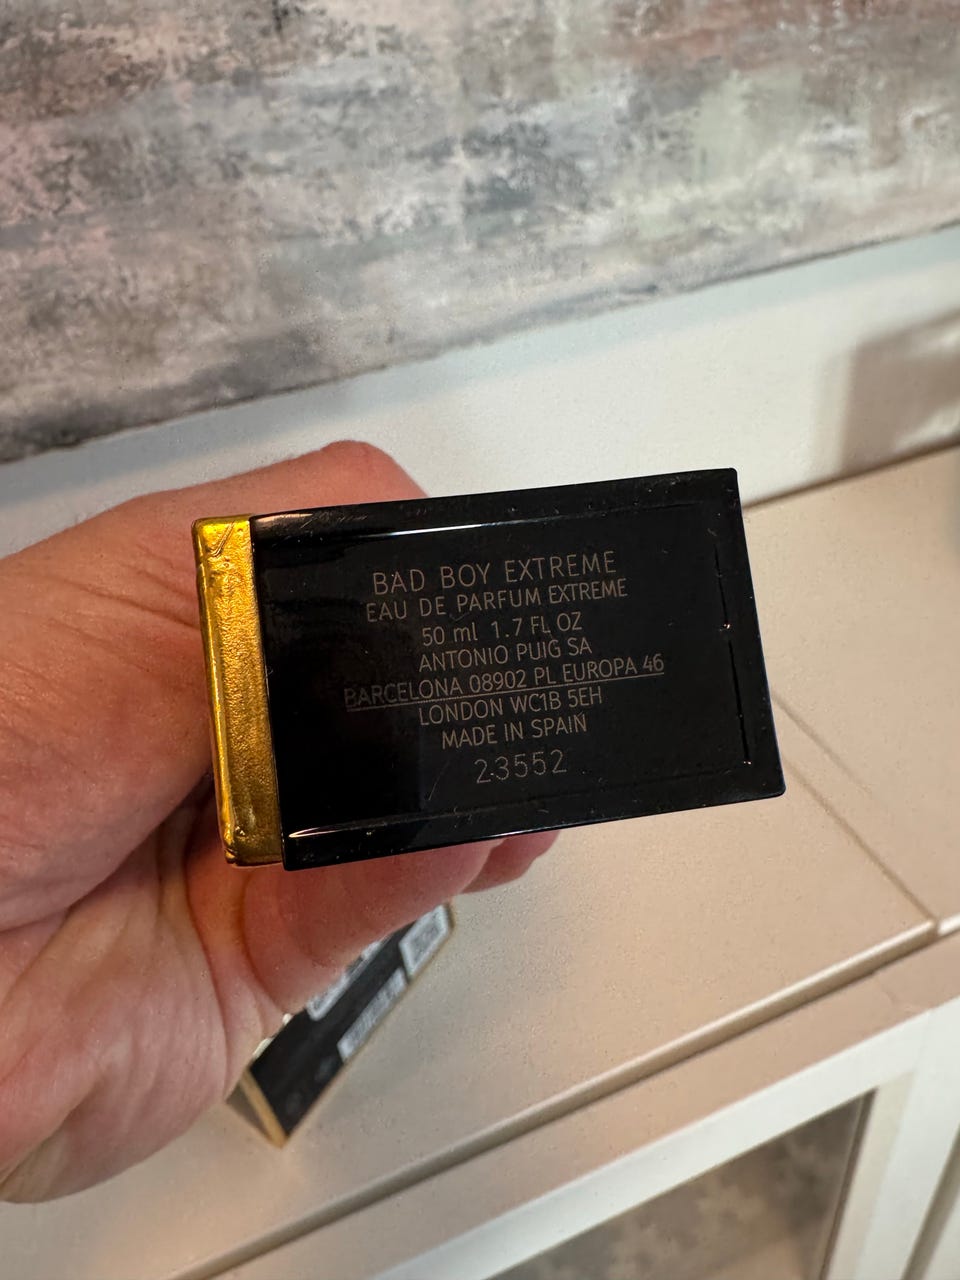 BAD BOY EXTREME
EAU DE PARFUM EXTREME
50 ml 1.7 FL OZ
ANTONIO PUIG SA
BARCELONA 08902 PL EUROPA 46
LONDON WC1B 5EH
MADE IN SPAIN
23552